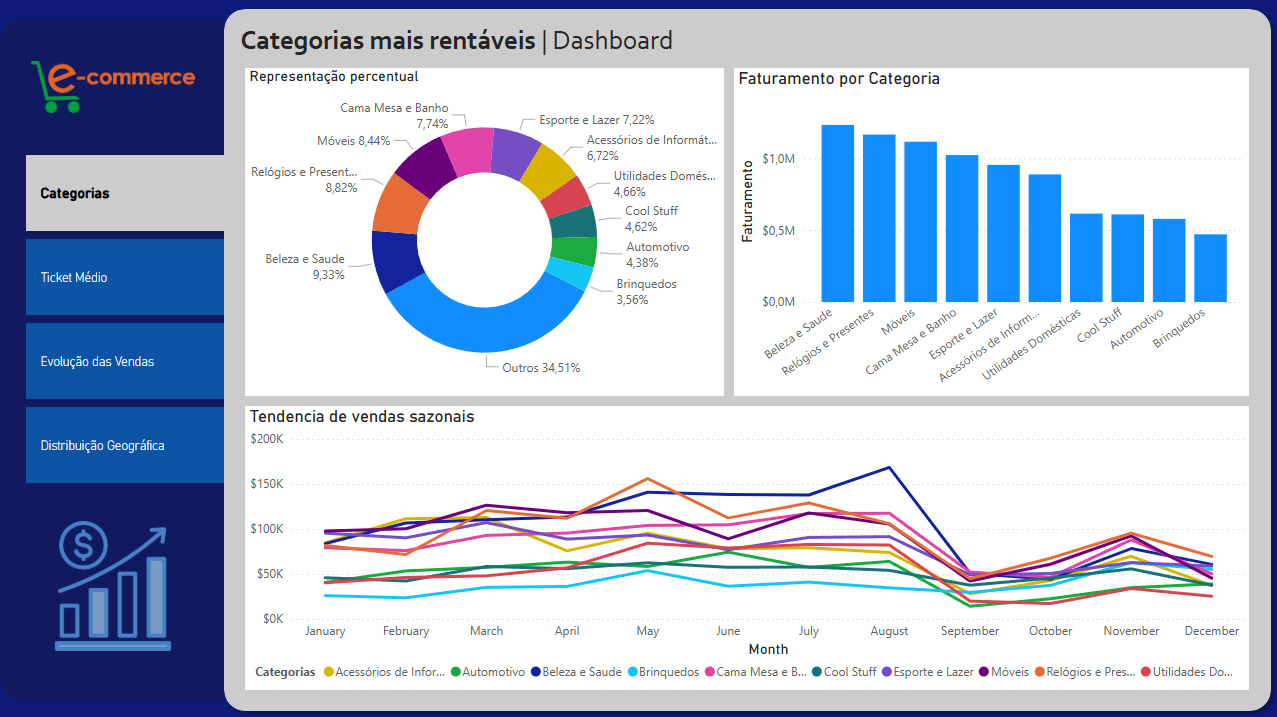 e-commerce
Categorias mais rentáveis | Dashboard
Categorias
Ticket Médio
Evolução das Vendas
Distribuição Geográfica
Representação percentual
Cama Mesa e Banho
7,74%
Esporte e Lazer 7,22%
Móveis 8,44%
Acessórios de Informát...
6,72%
Relógios e Present...
8,82%
Utilidades Domés...
4,66%
Cool Stuff
4,62%
Automotivo
4,38%
Beleza e Saude
9,33%
Brinquedos
3,56%
Outros 34,51%
Faturamento por Categoria
Faturamento
$1,0M
$0,5M
$0,0M
Beleza e Saude
Relógios e Presentes
Móveis
Cama Mesa e Banho
Esporte e Lazer
Acessórios de Inform...
Utilidades Domésticas
Cool Stuff
Automotivo
Brinquedos
Tendencia de vendas sazonais
$200K
$150K
$100K
$50K
$0K
January February March April May June July August September October November December
Month
Categorias Acessórios de Infor... Automotivo Beleza e Saude Brinquedos Cama Mesa e B... Cool Stuff Esporte e Lazer Móveis Relógios e Pres... Utilidades Do...